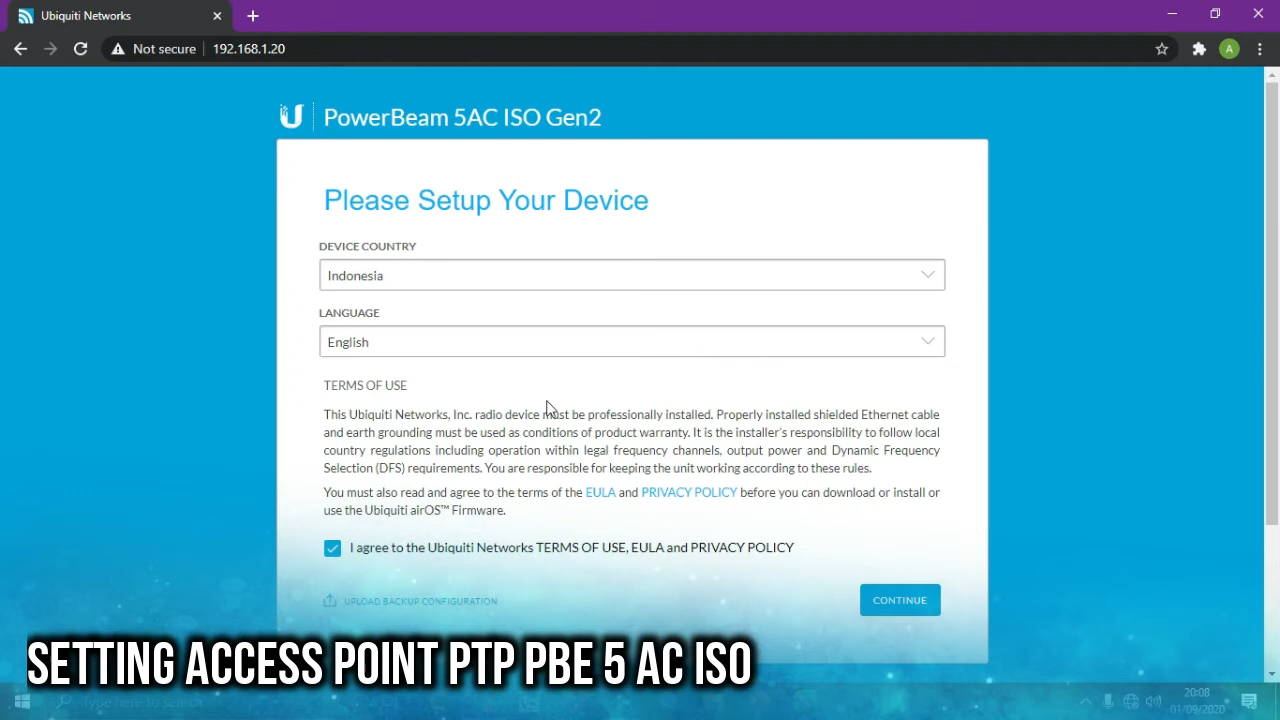 Ubiquiti Networks
Not secure
192.168.1.20
A
PowerBeam 5AC ISO Gen2
Please Setup Your Device
DEVICE COUNTRY
Indonesia
LANGUAGE
English
TERMS OF USE
This Ubiquiti Networks, Inc. radio device must be professionally installed. Properly installed shielded Ethernet cable
and earth grounding must be used as conditions of product warranty. It is the installer's responsibility to follow local
country regulations including operation within legal frequency channels, output power and Dynamic Frequency
Selection (DFS) requirements. You are responsible for keeping the unit working according to these rules.
You must also read and agree to the terms of the EULA and PRIVACY POLICY before you can download or install or
use the Ubiquiti airOS™ Firmware.
I agree to the Ubiquiti Networks TERMS OF USE, EULA and PRIVACY POLICY
UPLOAD BACKUP CONFIGURATION
CONTINUE
SETTING ACCESS POINT PTP PBE 5 AC ISO
Type here to search
20:08
01/09/2020